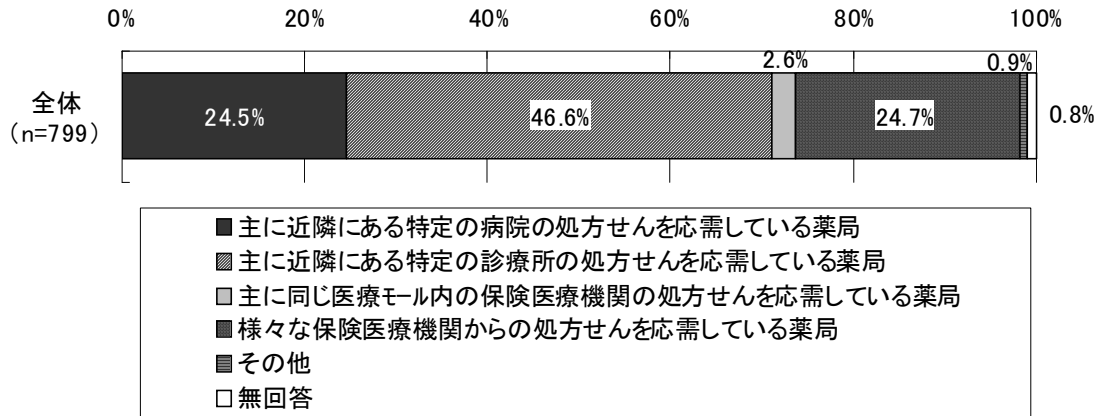 0% 20% 40% 60% 80% 100%
2.6% 0.9%
全体
(n=799)
24.5% 46.6% 24.7% 0.8%
主に近隣にある特定の病院の処方せんを応需している薬局
主に近隣にある特定の診療所の処方せんを応需している薬局
主に同じ医療ﾓｰﾙ内の保険医療機関の処方せんを応需している薬局
様々な保険医療機関からの処方せんを応需している薬局
その他
無回答